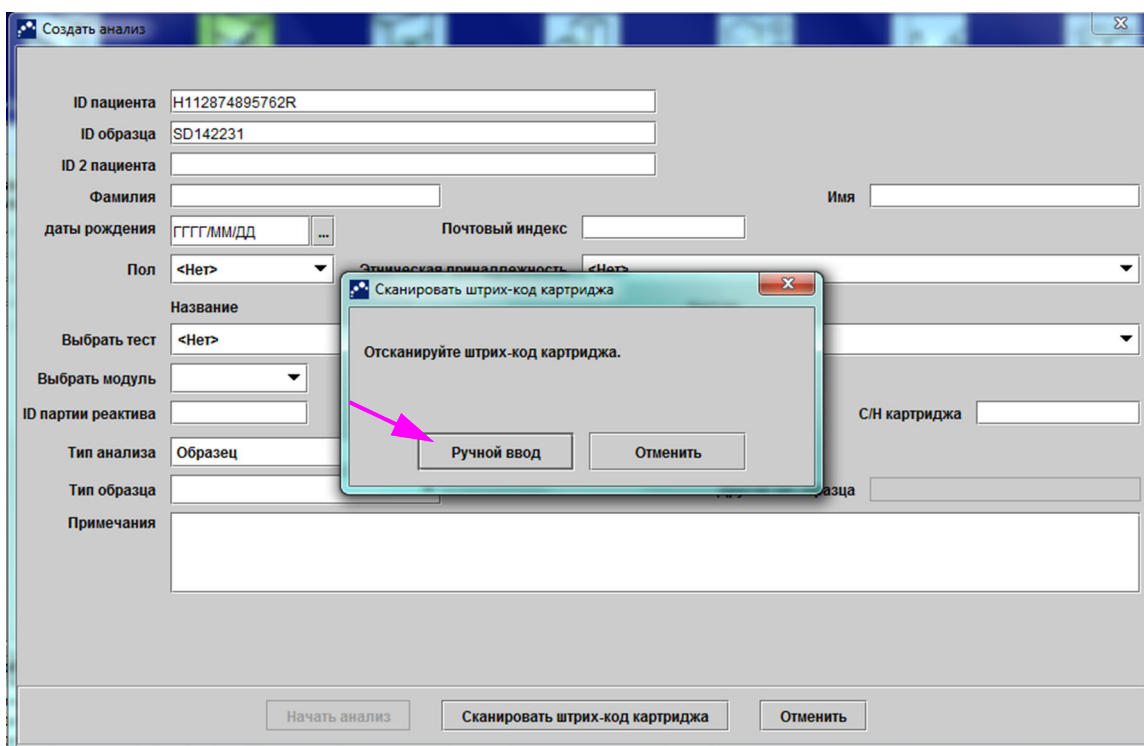 Создать анализ
ID пациента H112874895762R
ID образца SD142231
ID 2 пациента
Фамилия Имя
даты рождения ГГГГ/ММ/ДД ... Почтовый индекс
Пол <Нет> Этническая принадлежность <Нет>
Сканировать штрих-код картриджа
Название
Выбрать тест <Нет>
Отсканируйте штрих-код картриджа.
Выбрать модуль
ID партии реактива С/Н картриджа
Тип анализа Образец
Ручной ввод Отменить
Тип образца
Примечания
Начать анализ Сканировать штрих-код картриджа Отменить